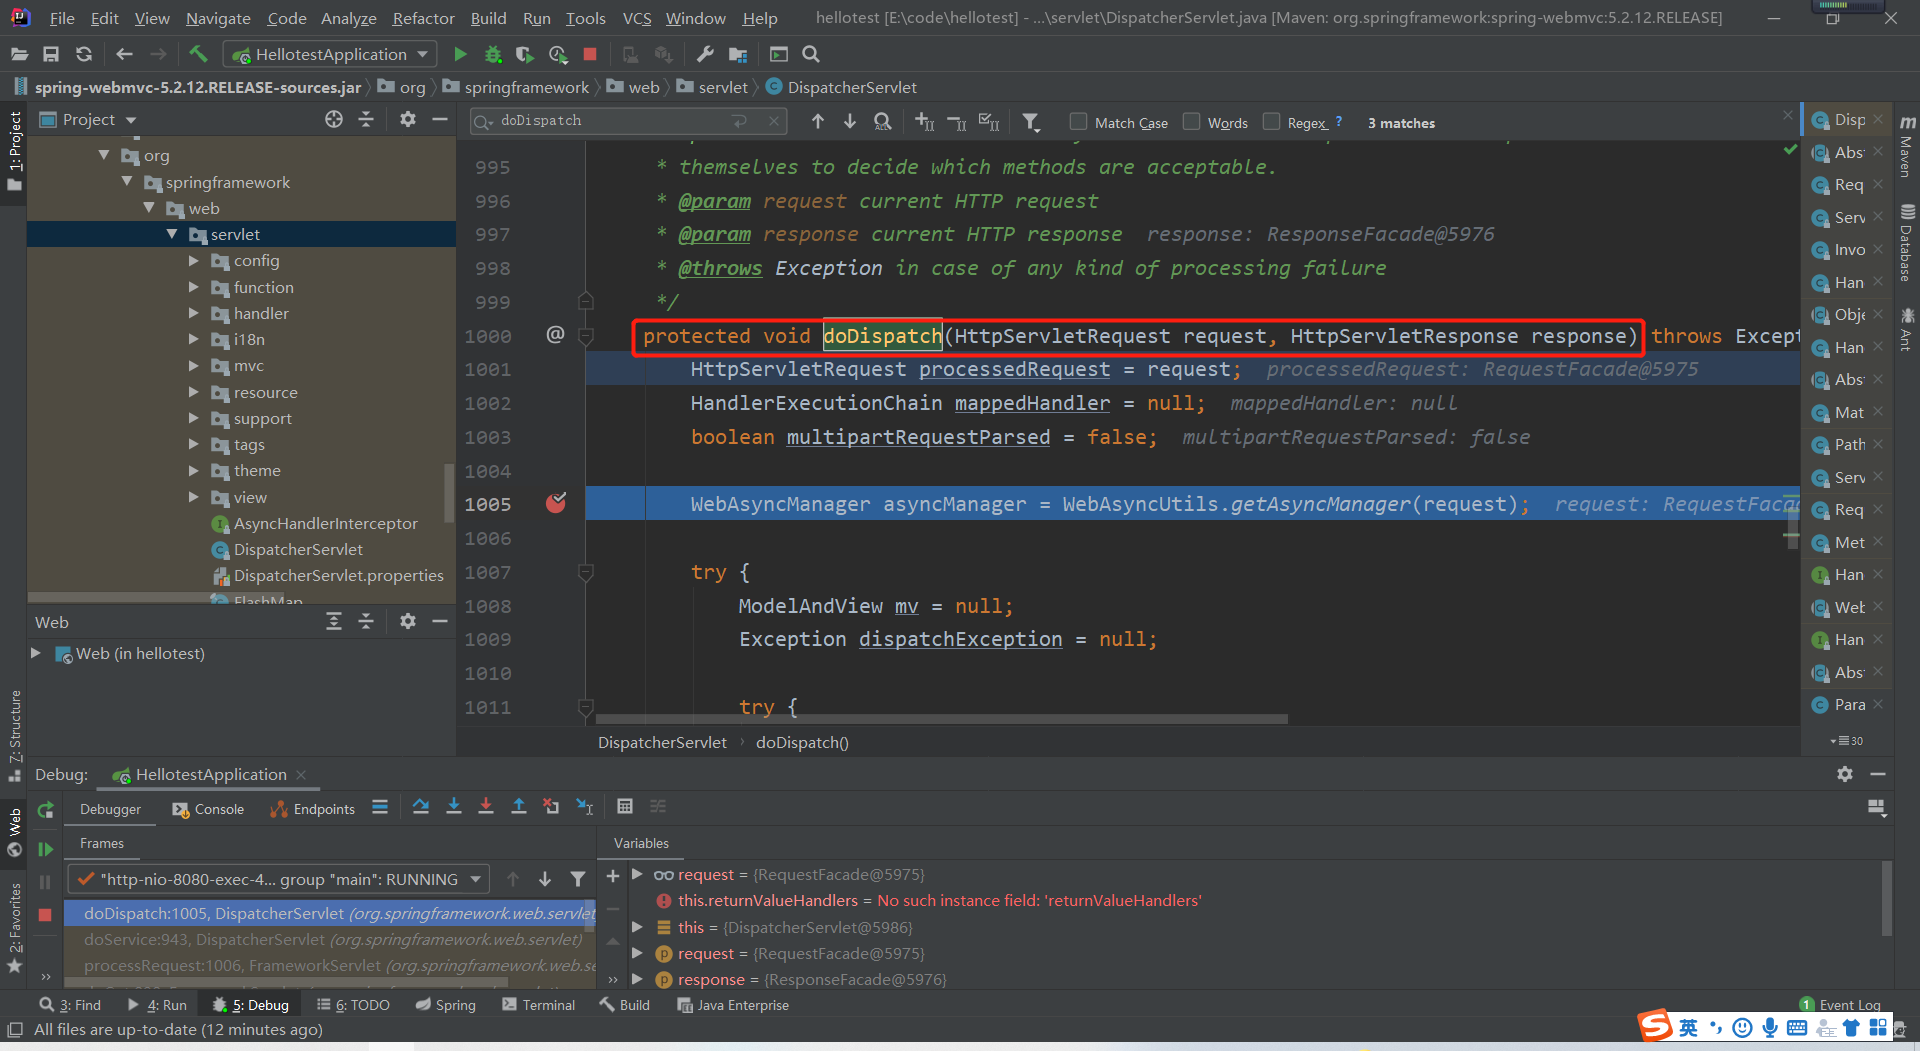 File Edit View Navigate Code Analyze Refactor Build Run Tools VCS Window Help hellotest [E:\code\hellotest] - ...\servlet\DispatcherServlet.java [Maven: org.springframework:spring-webmvc:5.2.12.RELEASE]
HellotestApplication
spring-webmvc-5.2.12.RELEASE-sources.jar org springframework web servlet DispatcherServlet
1: Project
Project
org
springframework
web
servlet
config
function
handler
i18n
mvc
resource
support
tags
theme
view
AsyncHandlerInterceptor
DispatcherServlet
DispatcherServlet.properties
FlashMap
Web
Web (in hellotest)
7: Structure
Web
2: Favorites
doDispatch Match Case Words Regex ? 3 matches
995 * themselves to decide which methods are acceptable.
996 * @param request current HTTP request
997 * @param response current HTTP response response: ResponseFacade@5976
998 * @throws Exception in case of any kind of processing failure
999 */
1000 @ protected void doDispatch(HttpServletRequest request, HttpServletResponse response) throws Except
1001 HttpServletRequest processedRequest = request; processedRequest: RequestFacade@5975
1002 HandlerExecutionChain mappedHandler = null; mappedHandler: null
1003 boolean multipartRequestParsed = false; multipartRequestParsed: false
1004
1005 WebAsyncManager asyncManager = WebAsyncUtils.getAsyncManager(request); request: RequestFaca
1006
1007 try {
1008 ModelAndView mv = null;
1009 Exception dispatchException = null;
1010
1011 try {
DispatcherServlet › doDispatch()
Disp
Abs
Req
Serv
Invo
Han
Obje
Han
Abs
Mat
Path
Serv
Req
Met
Han
Web
Han
Abs
Para
30
m
Maven
Database
Ant
Debug: HellotestApplication
Debugger Console Endpoints
Frames Variables
"http-nio-8080-exec-4... group "main": RUNNING
doDispatch:1005, DispatcherServlet (org.springframework.web.servlet
doService:943, DispatcherServlet (org.springframework.web.servlet)
processRequest:1006, FrameworkServlet (org.springframework.web.se
request = {RequestFacade@5975}
this.returnValueHandlers = No such instance field: 'returnValueHandlers'
this = {DispatcherServlet@5986}
request = {RequestFacade@5975}
response = {ResponseFacade@5976}
3: Find 4: Run 5: Debug 6: TODO Spring Terminal Build Java Enterprise 1 Event Log
All files are up-to-date (12 minutes ago)
S 英